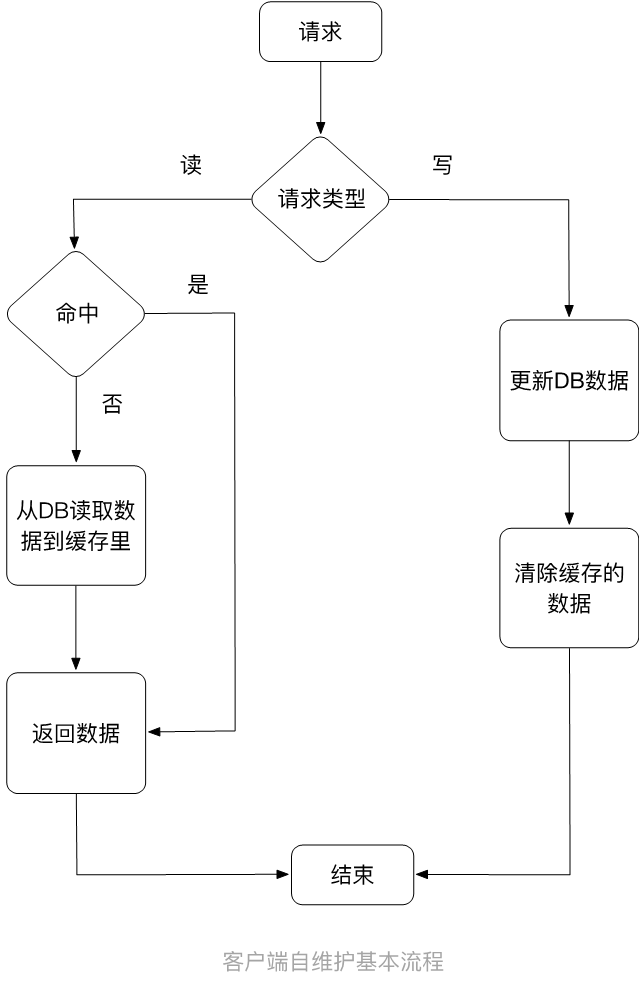 请求
读
写
请求类型
是
命中
更新DB数据
否
从DB读取数
据到缓存里
清除缓存的
数据
返回数据
结束
客户端自维护基本流程